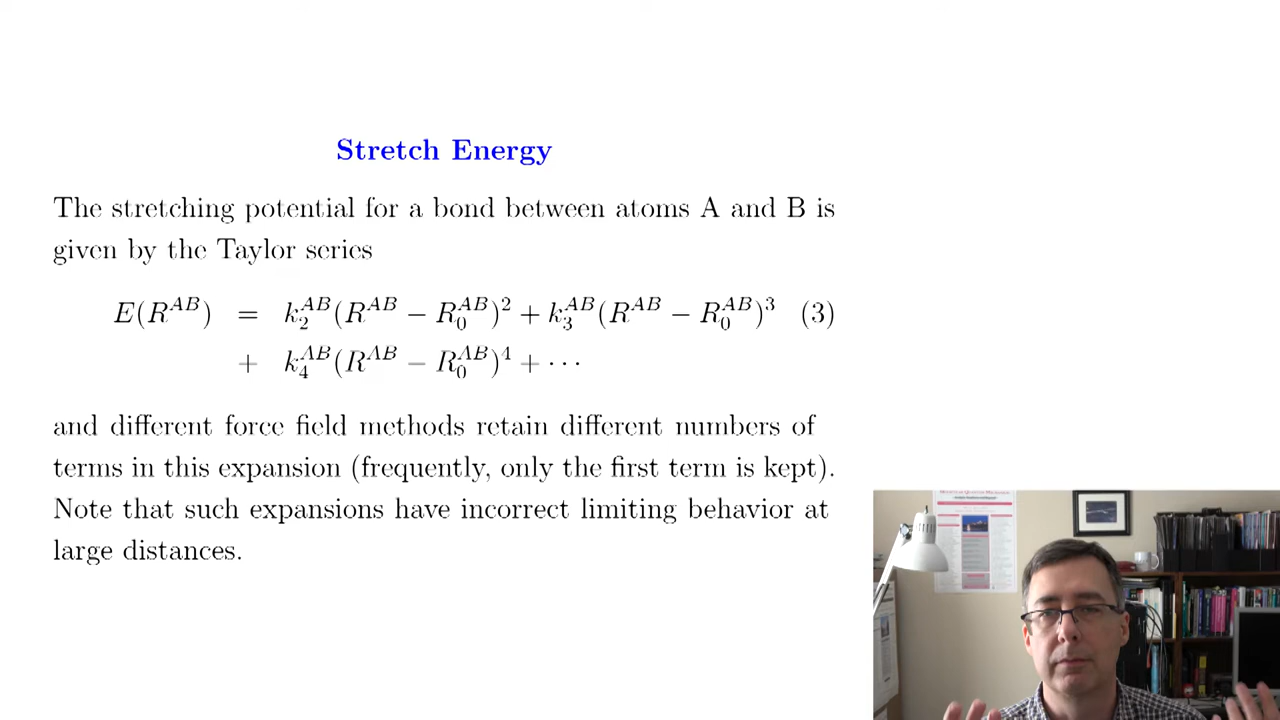 Stretch Energy
The stretching potential for a bond between atoms A and B is
given by the Taylor series
E(R^{AB}) = k_2^{AB}(R^{AB} − R_0^{AB})^2 + k_3^{AB}(R^{AB} − R_0^{AB})^3 (3)
+ k_4^{AB}(R^{AB} − R_0^{AB})^4 + ···
and different force field methods retain different numbers of
terms in this expansion (frequently, only the first term is kept).
Note that such expansions have incorrect limiting behavior at
large distances.